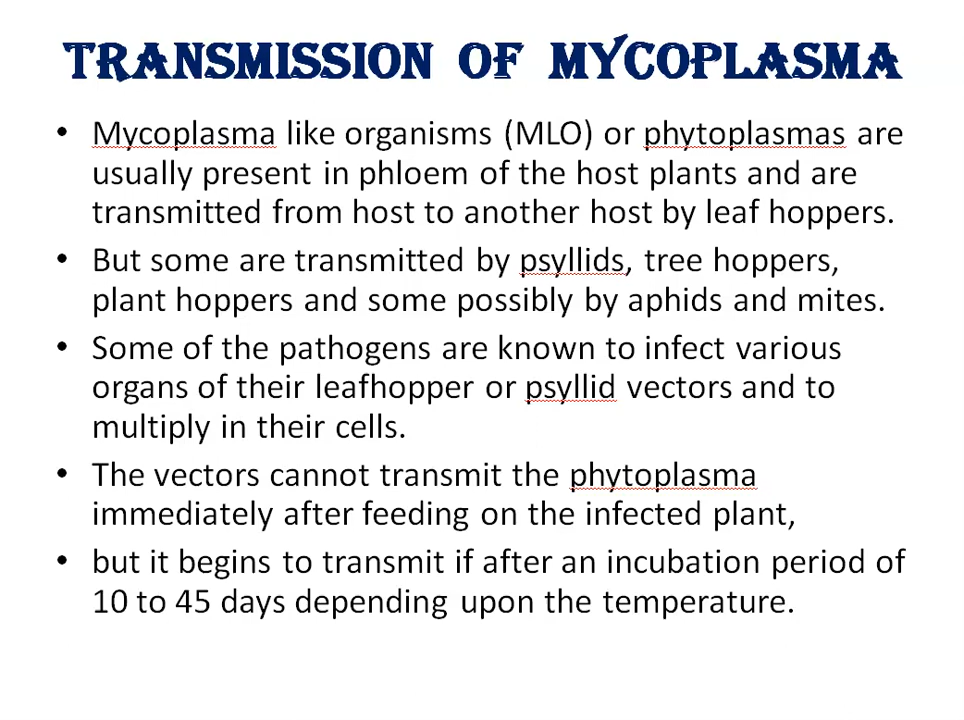 TRANSMISSION OF MYCOPLASMA
• Mycoplasma like organisms (MLO) or phytoplasmas are
usually present in phloem of the host plants and are
transmitted from host to another host by leaf hoppers.
• But some are transmitted by psyllids, tree hoppers,
plant hoppers and some possibly by aphids and mites.
• Some of the pathogens are known to infect various
organs of their leafhopper or psyllid vectors and to
multiply in their cells.
• The vectors cannot transmit the phytoplasma
immediately after feeding on the infected plant,
• but it begins to transmit if after an incubation period of
10 to 45 days depending upon the temperature.